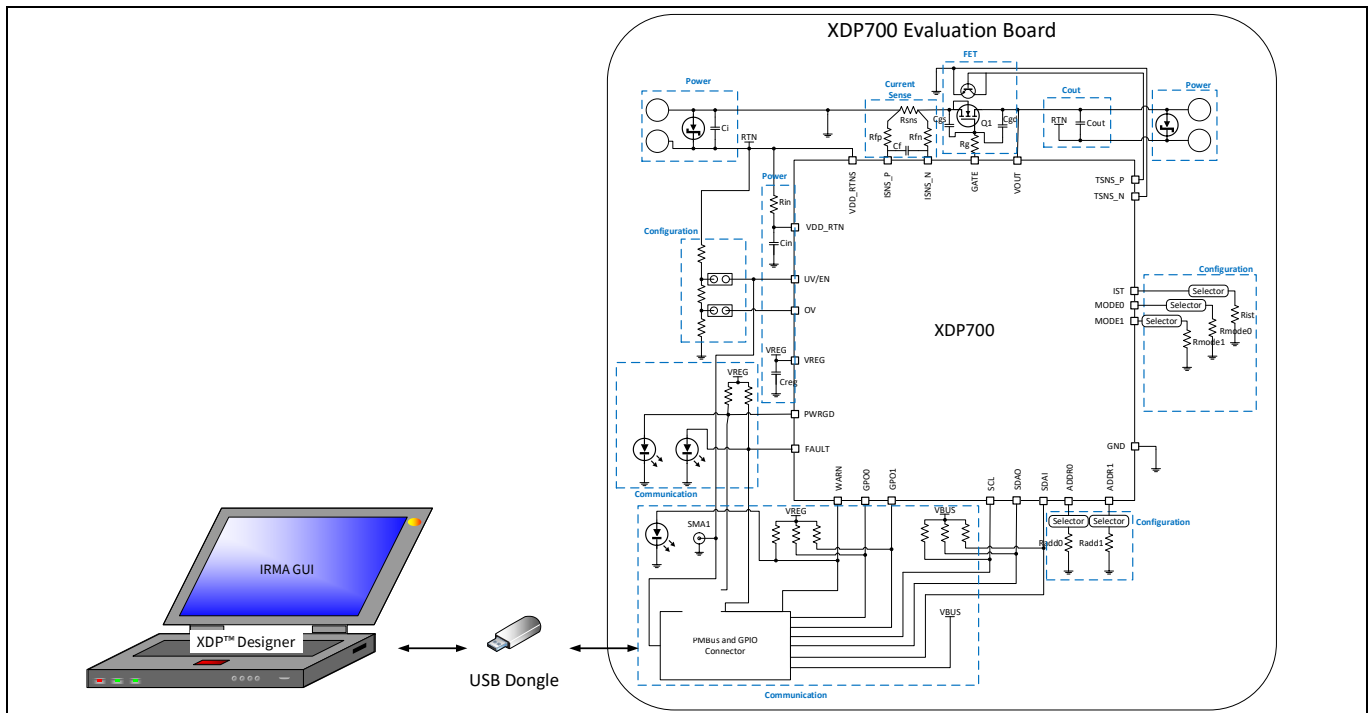 XDP700 Evaluation Board
FET
Power
Current
Sense
Cout
Power
Ci
Rsns
Cgs
Q1
Cgd
RTN
Cout
Rfp
Rfn
Cf
Rg
RTN
Power
VDD_RTNS
ISNS_P
ISNS_N
GATE
VOUT
TSNS_P
TSNS_N
Rin
VDD_RTN
Cin
Configuration
UV/EN
OV
VREG
VREG
Creg
XDP700
Configuration
IST
Selector
MODE0
Selector
MODE1
Selector
Rist
Rmode0
Rmode1
VREG
PWRGD
FAULT
GND
Communication
WARN
GPO0
GPO1
SCL
SDAO
SDAI
ADDR0
ADDR1
SMA1
VREG
VBUS
Selector
Selector
Configuration
Radd0
Radd1
VBUS
PMBus and GPIO
Connector
Communication
IRMA GUI
XDP™ Designer
USB Dongle